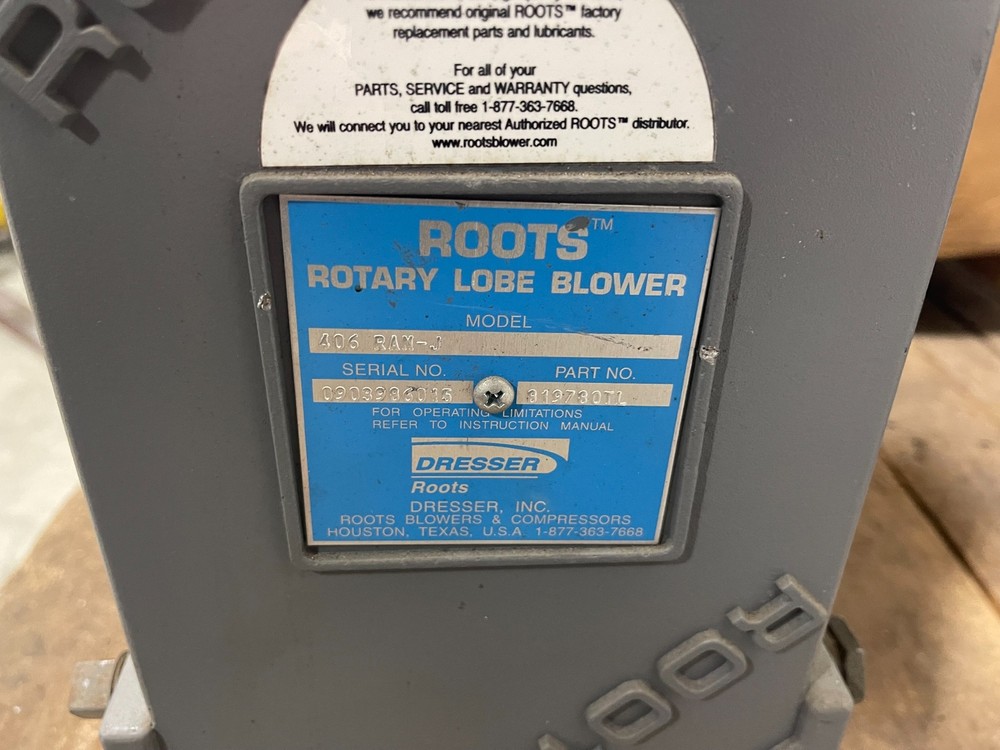 we recommend original ROOTS™ factory
replacement parts and lubricants.
For all of your
PARTS, SERVICE and WARRANTY questions,
call toll free 1-877-363-7668.
We will connect you to your nearest Authorized ROOTS™ distributor.
www.rootsblower.com
ROOTS™
ROTARY LOBE BLOWER
MODEL
406 RAM-J
SERIAL NO. PART NO.
0903986015 819780TL
FOR OPERATING LIMITATIONS
REFER TO INSTRUCTION MANUAL
DRESSER
Roots
DRESSER, INC.
ROOTS BLOWERS & COMPRESSORS
HOUSTON, TEXAS, U.S.A. 1-877-363-7668
ROOT